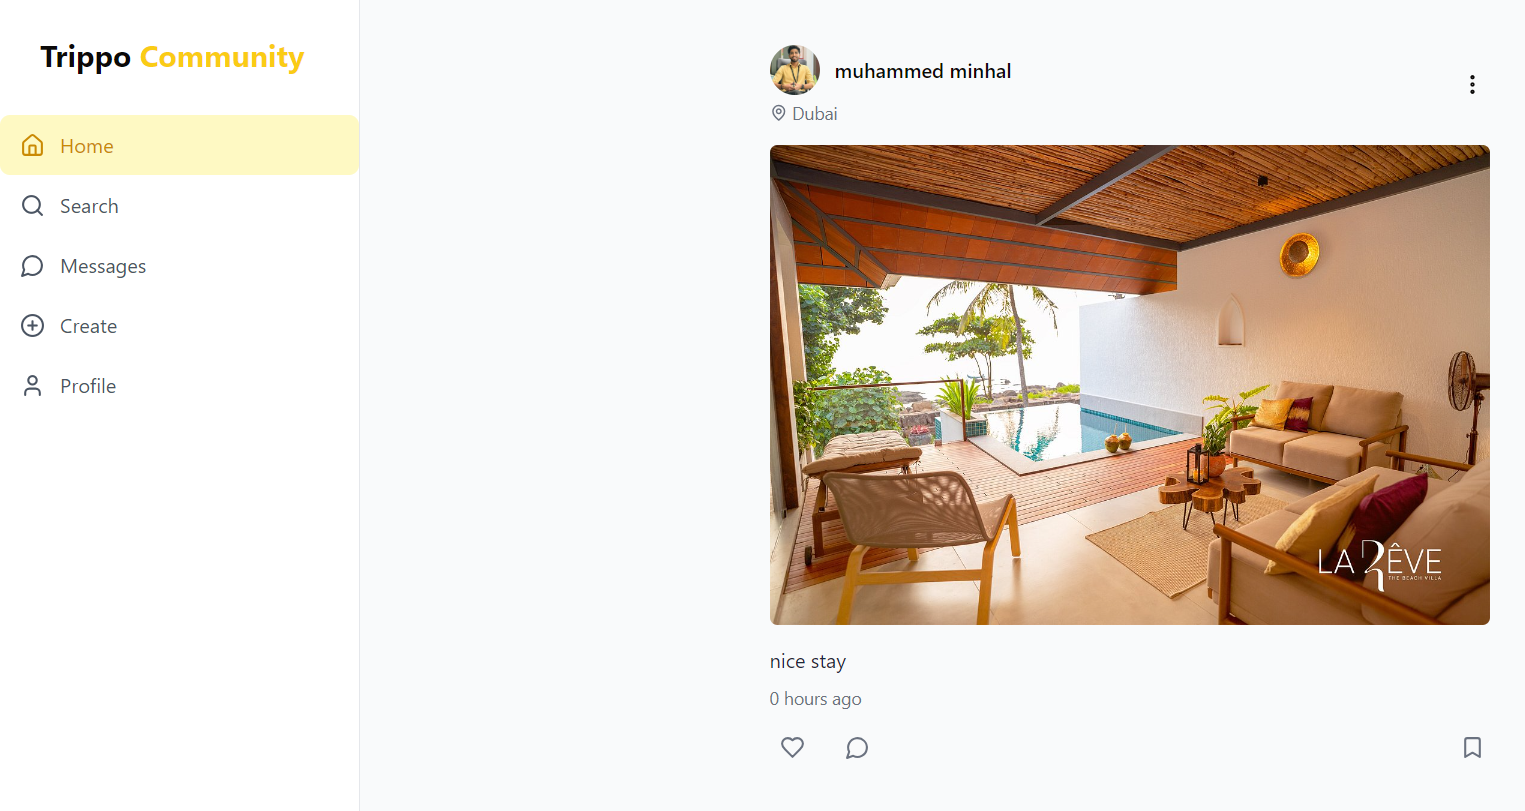 Trippo Community
Home
Search
Messages
Create
Profile
muhammed minhal
Dubai
LA RÊVE
THE BEACH VILLA
nice stay
0 hours ago